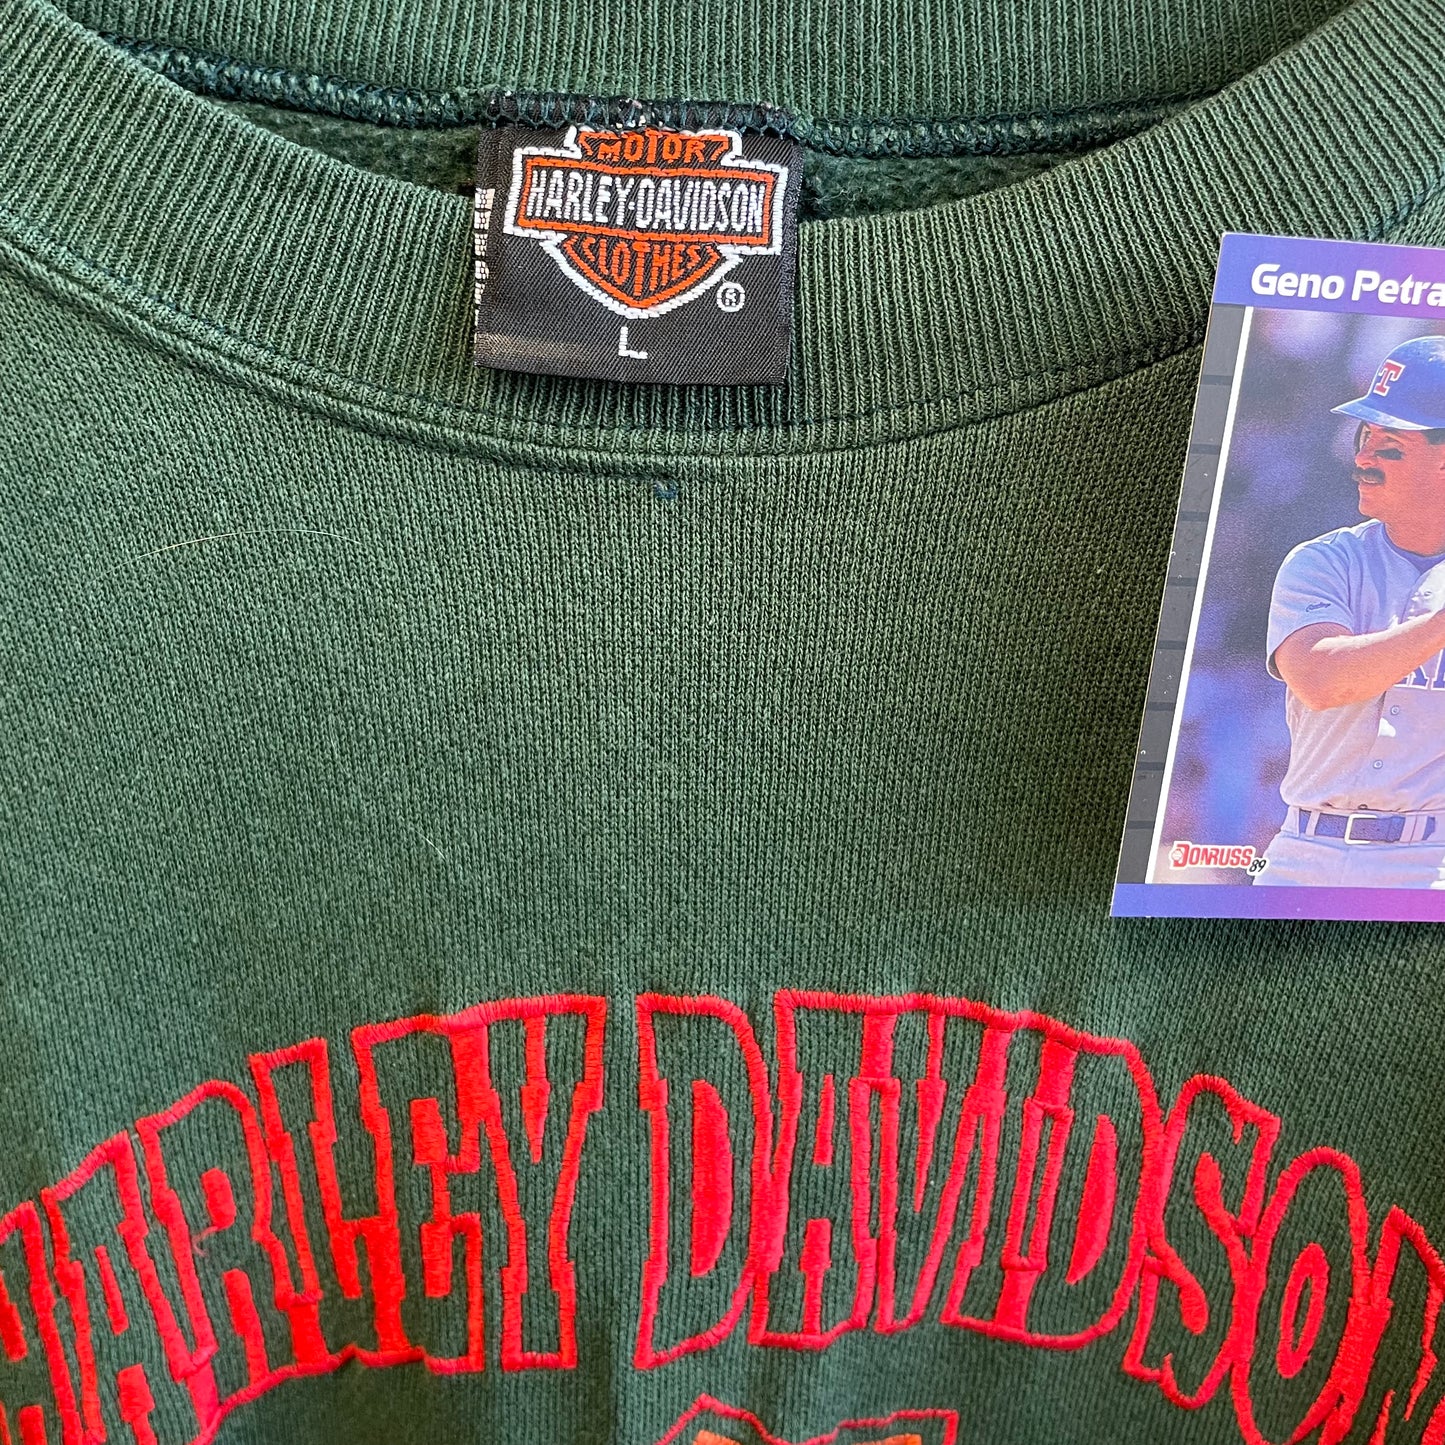 MOTOR
HARLEY-DAVIDSON
CLOTHES
®
L
Geno Petra
T
DONRUSS 89
HARLEY DAVIDSON